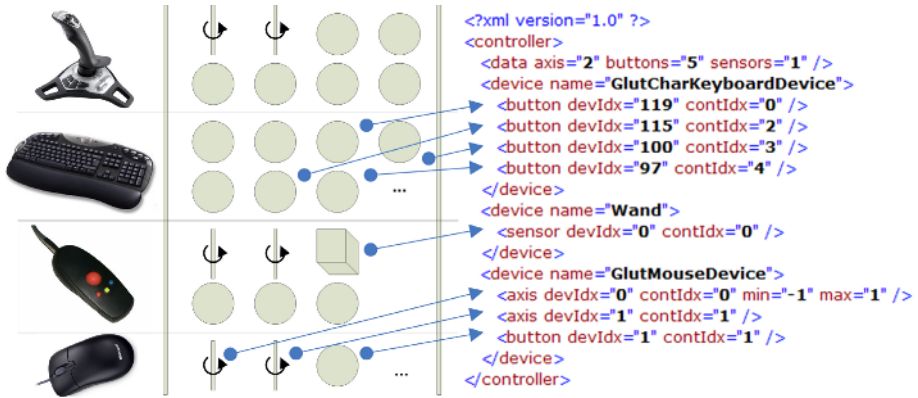 <?xml version="1.0" ?>
<controller>
<data axis="2" buttons="5" sensors="1" />
<device name="GlutCharKeyboardDevice">
<button devIdx="119" contIdx="0" />
<button devIdx="115" contIdx="2" />
<button devIdx="100" contIdx="3" />
<button devIdx="97" contIdx="4" />
</device>
<device name="Wand">
<sensor devIdx="0" contIdx="0" />
</device>
<device name="GlutMouseDevice">
<axis devIdx="0" contIdx="0" min="-1" max="1" />
<axis devIdx="1" contIdx="1" />
<button devIdx="1" contIdx="1" />
</device>
</controller>
...
...